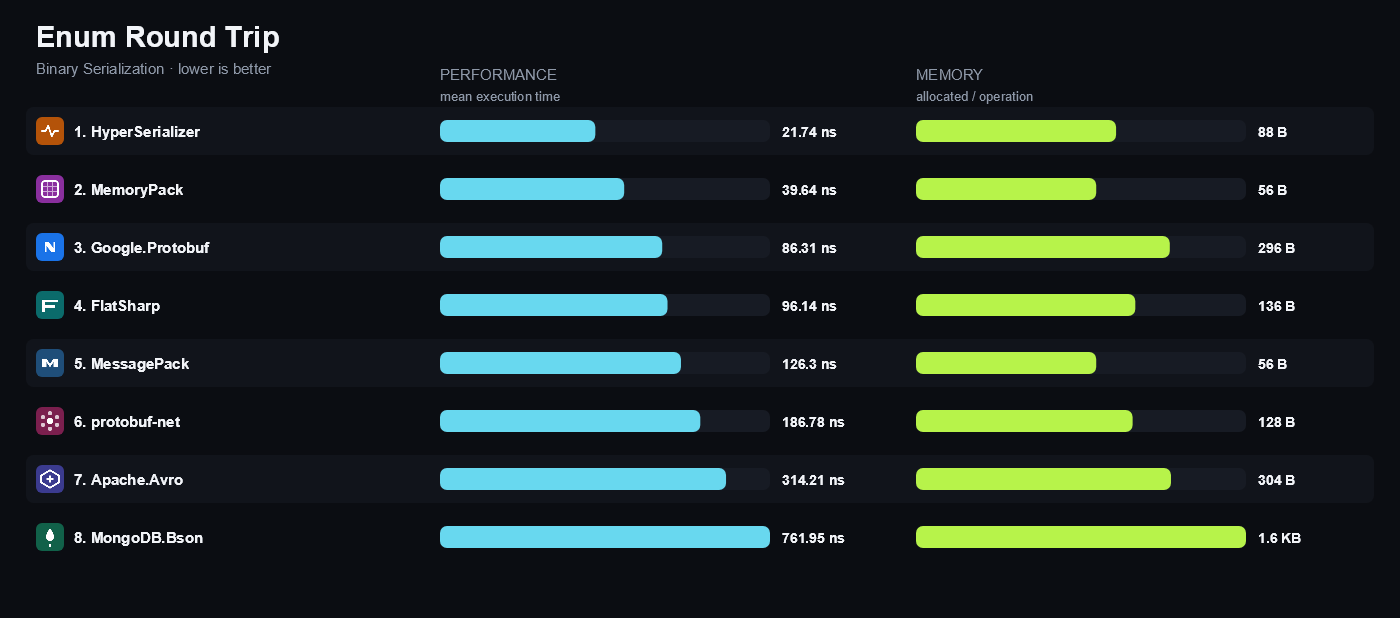 Enum Round Trip
Binary Serialization · lower is better
PERFORMANCE
mean execution time
MEMORY
allocated / operation
1. HyperSerializer 21.74 ns 88 B
2. MemoryPack 39.64 ns 56 B
3. Google.Protobuf 86.31 ns 296 B
4. FlatSharp 96.14 ns 136 B
5. MessagePack 126.3 ns 56 B
6. protobuf-net 186.78 ns 128 B
7. Apache.Avro 314.21 ns 304 B
8. MongoDB.Bson 761.95 ns 1.6 KB